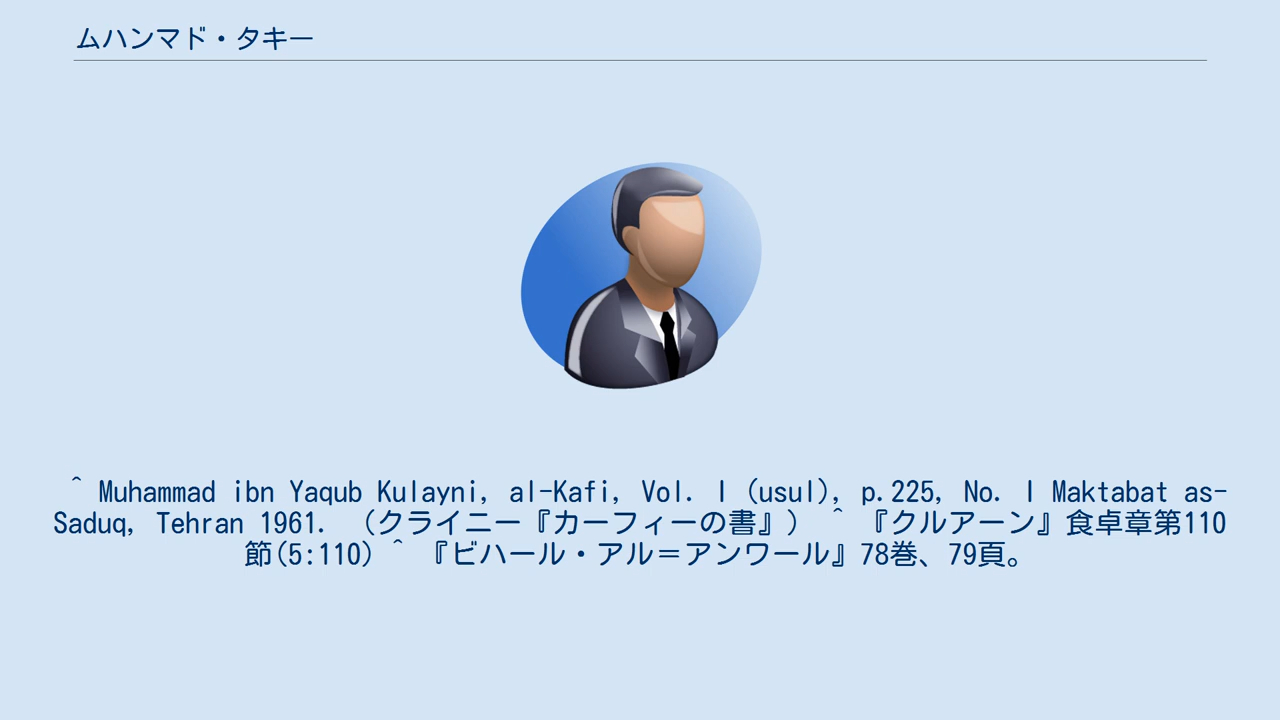 ムハンマド・タキー
^ Muhammad ibn Yaqub Kulayni, al-Kafi, Vol. I (usul), p.225, No. I Maktabat as-
Saduq, Tehran 1961. （クライニー『カーフィーの書』） ^ 『クルアーン』食卓章第110
節(5:110) ^ 『ビハール・アル＝アンワール』78巻、79頁。